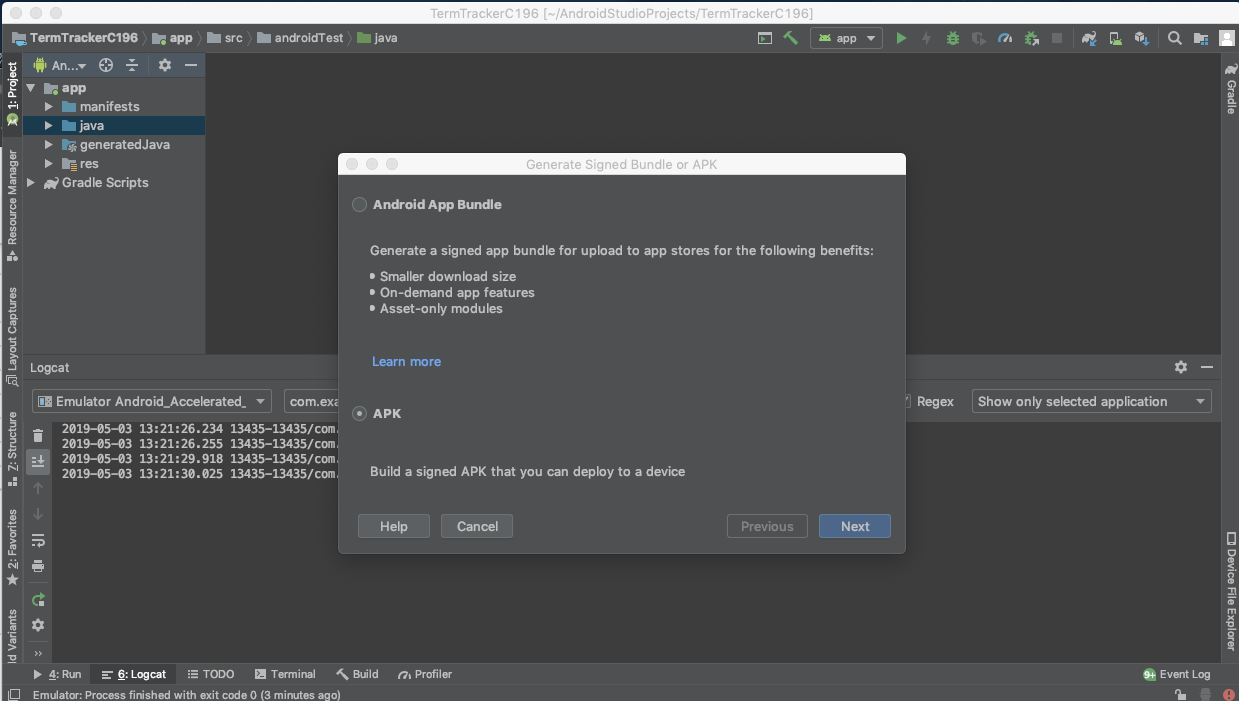 TermTrackerC196 [~/AndroidStudioProjects/TermTrackerC196]
TermTrackerC196 app src androidTest java
app
1: Project
Resource Manager
Layout Captures
Z: Structure
2: Favorites
ld Variants
An...
app
manifests
java
generatedJava
res
Gradle Scripts
Gradle
Device File Explorer
Generate Signed Bundle or APK
Android App Bundle
Generate a signed app bundle for upload to app stores for the following benefits:
• Smaller download size
• On-demand app features
• Asset-only modules
Learn more
APK
Build a signed APK that you can deploy to a device
Help Cancel Previous Next
Logcat
Emulator Android_Accelerated_ com.exa Regex Show only selected application
2019-05-03 13:21:26.234 13435-13435/com.
2019-05-03 13:21:26.255 13435-13435/com.
2019-05-03 13:21:29.918 13435-13435/com.
2019-05-03 13:21:30.025 13435-13435/com.
4: Run 6: Logcat TODO Terminal Build Profiler 9+ Event Log
Emulator: Process finished with exit code 0 (3 minutes ago)